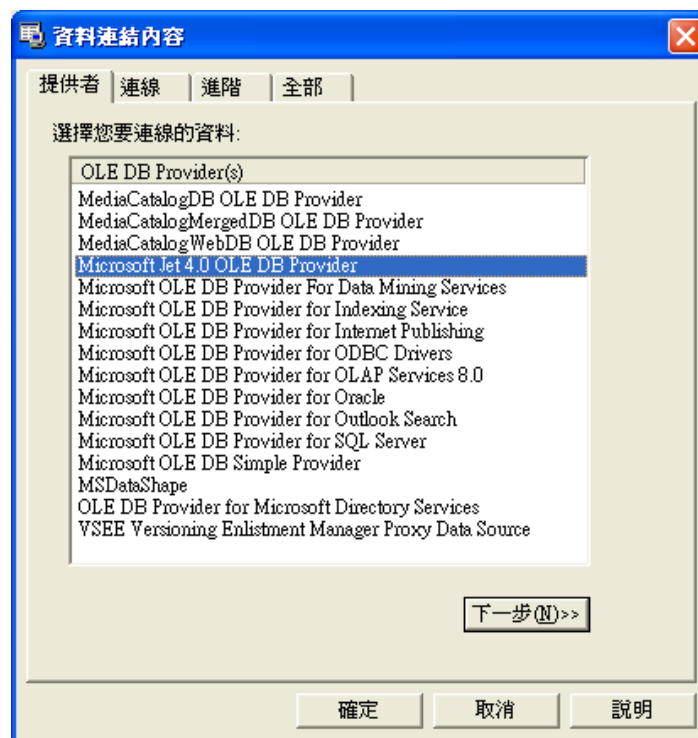 資料連結內容
提供者 連線 進階 全部
選擇您要連線的資料:
OLE DB Provider(s)
MediaCatalogDB OLE DB Provider
MediaCatalogMergedDB OLE DB Provider
MediaCatalogWebDB OLE DB Provider
Microsoft Jet 4.0 OLE DB Provider
Microsoft OLE DB Provider For Data Mining Services
Microsoft OLE DB Provider for Indexing Service
Microsoft OLE DB Provider for Internet Publishing
Microsoft OLE DB Provider for ODBC Drivers
Microsoft OLE DB Provider for OLAP Services 8.0
Microsoft OLE DB Provider for Oracle
Microsoft OLE DB Provider for Outlook Search
Microsoft OLE DB Provider for SQL Server
Microsoft OLE DB Simple Provider
MSDataShape
OLE DB Provider for Microsoft Directory Services
VSEE Versioning Enlistment Manager Proxy Data Source
下一步(N)>>
確定 取消 說明